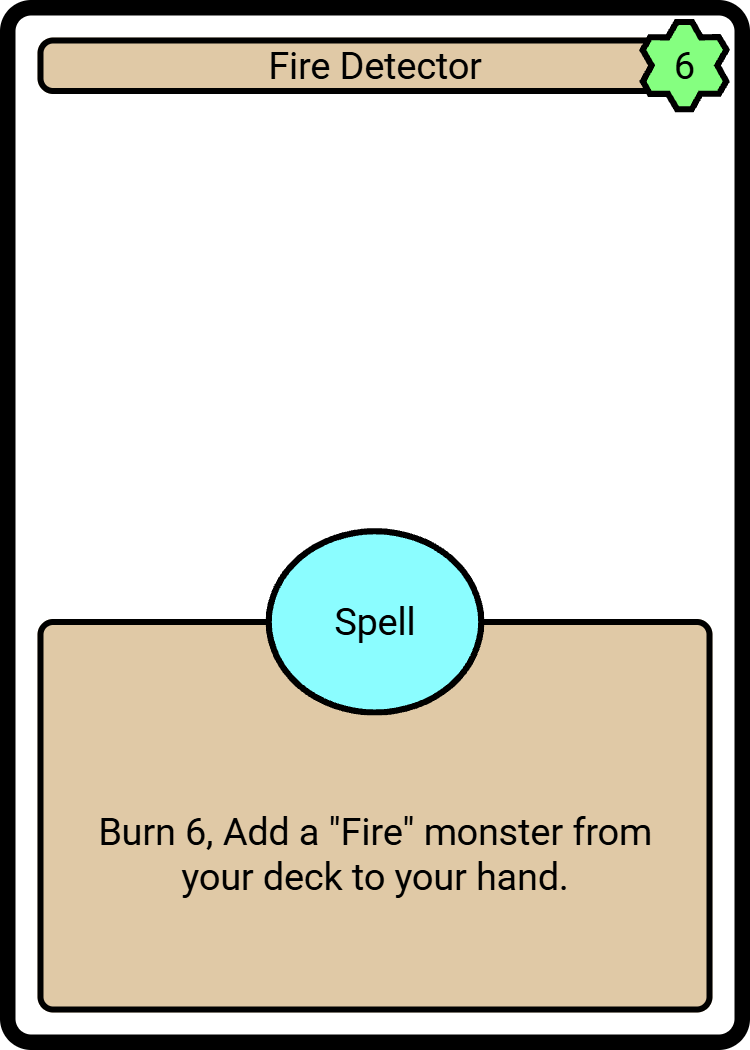 Fire Detector
6
Spell
Burn 6, Add a "Fire" monster from
your deck to your hand.